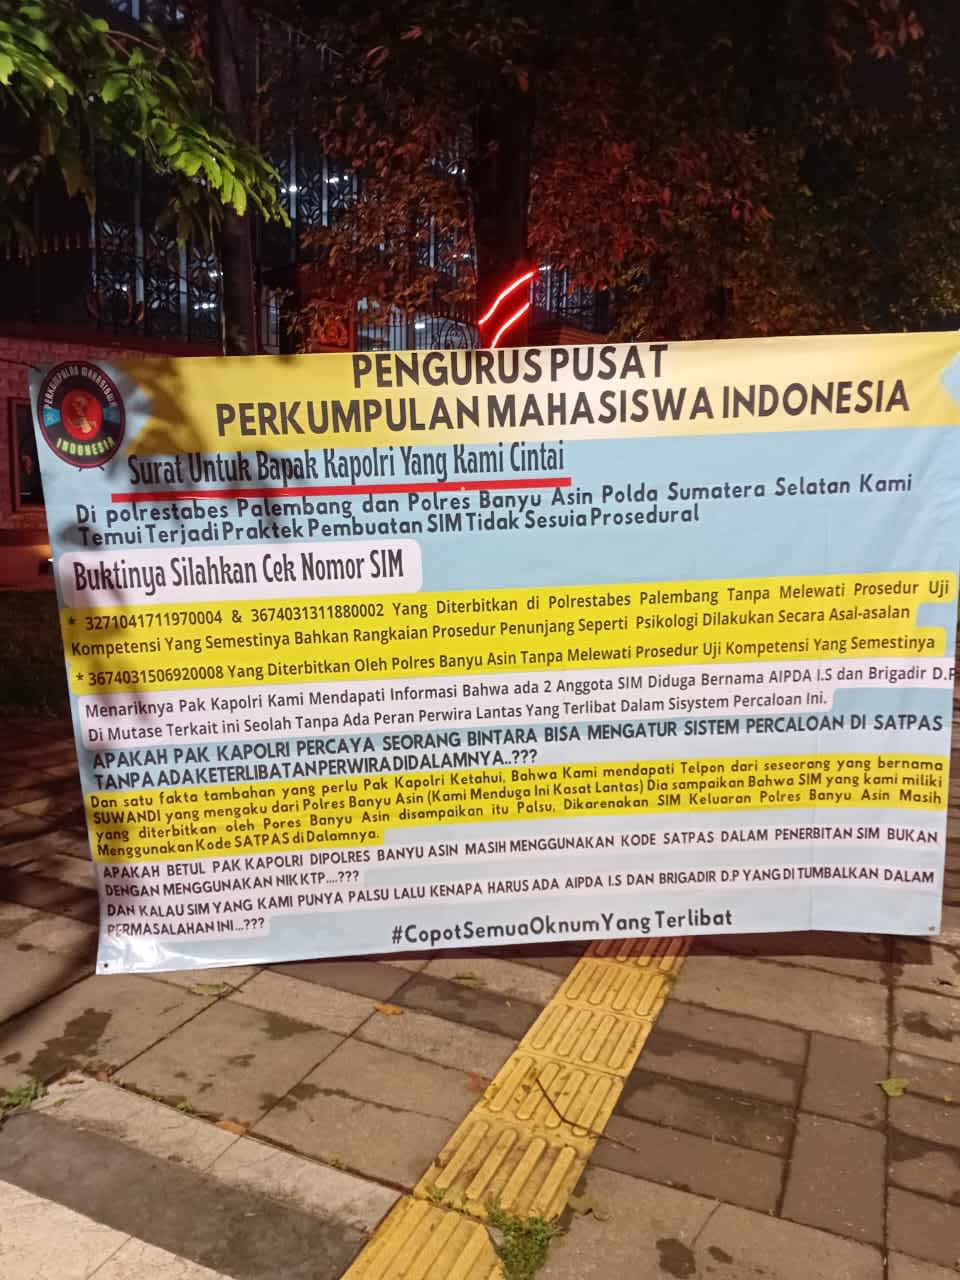 PERKUMPULAN MAHASISWA
INDONESIA
PENGURUS PUSAT
PERKUMPULAN MAHASISWA INDONESIA
Surat Untuk Bapak Kapolri Yang Kami Cintai
Di polrestabes Palembang dan Polres Banyu Asin Polda Sumatera Selatan Kami
Temui Terjadi Praktek Pembuatan SIM Tidak Sesuia Prosedural
Buktinya Silahkan Cek Nomor SIM
* 3271041711970004 & 3674031311880002 Yang Diterbitkan di Polrestabes Palembang Tanpa Melewati Prosedur Uji
Kompetensi Yang Semestinya Bahkan Rangkaian Prosedur Penunjang Seperti Psikologi Dilakukan Secara Asal-asalan
* 3674031506920008 Yang Diterbitkan Oleh Polres Banyu Asin Tanpa Melewati Prosedur Uji Kompetensi Yang Semestinya
Menariknya Pak Kapolri Kami Mendapati Informasi Bahwa ada 2 Anggota SIM Diduga Bernama AIPDA I.S dan Brigadir D.P
Di Mutase Terkait ini Seolah Tanpa Ada Peran Perwira Lantas Yang Terlibat Dalam Sisystem Percaloan Ini.
APAKAH PAK KAPOLRI PERCAYA SEORANG BINTARA BISA MENGATUR SISTEM PERCALOAN DI SATPAS
TANPA ADA KETERLIBATAN PERWIRA DIDALAMNYA..???
Dan satu fakta tambahan yang perlu Pak Kapolri Ketahui, Bahwa Kami mendapati Telpon dari seseorang yang bernama
SUWANDI yang mengaku dari Polres Banyu Asin (Kami Menduga Ini Kasat Lantas) Dia sampaikan Bahwa SIM yang kami miliki
yang diterbitkan oleh Pores Banyu Asin disampaikan itu Palsu, Dikarenakan SIM Keluaran Polres Banyu Asin Masih
Menggunakan Kode SATPAS di Dalamnya.
APAKAH BETUL PAK KAPOLRI DIPOLRES BANYU ASIN MASIH MENGGUNAKAN KODE SATPAS DALAM PENERBITAN SIM BUKAN
DENGAN MENGGUNAKAN NIK KTP....???
DAN KALAU SIM YANG KAMI PUNYA PALSU LALU KENAPA HARUS ADA AIPDA I.S DAN BRIGADIR D.P YANG DI TUMBALKAN DALAM
PERMASALAHAN INI...???
#CopotSemuaOknumYangTerlibat